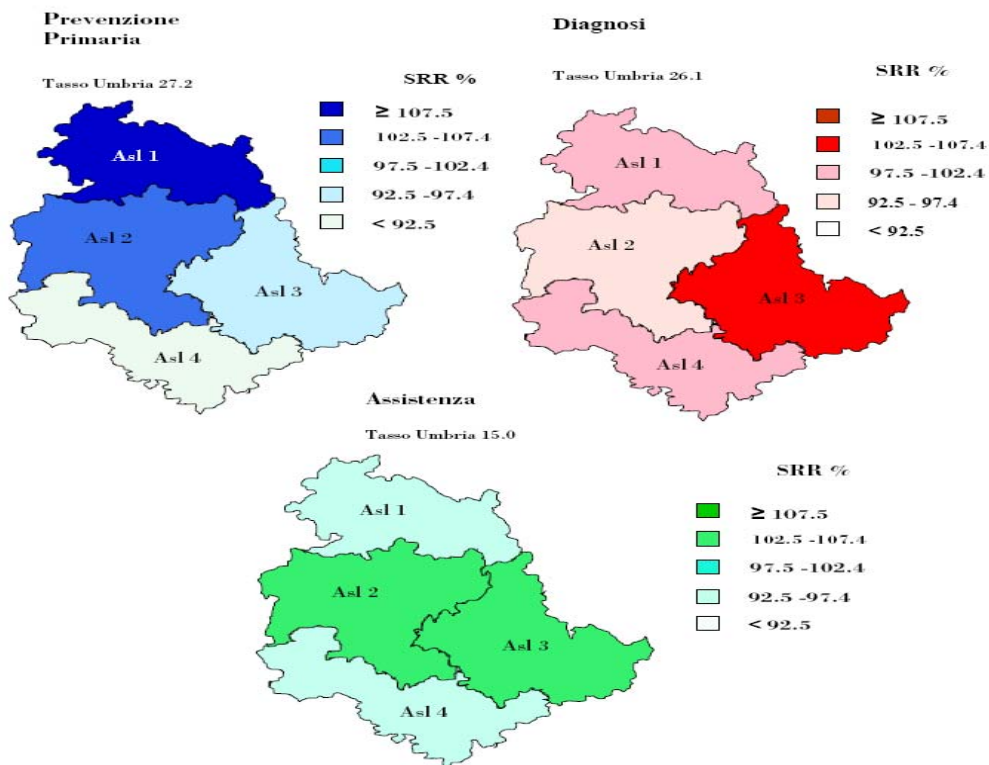 Prevenzione
Primaria
Tasso Umbria 27.2
SRR %
≥ 107.5
102.5 -107.4
97.5 -102.4
92.5 -97.4
< 92.5
Asl 1
Asl 2
Asl 3
Asl 4
Diagnosi
Tasso Umbria 26.1
SRR %
≥ 107.5
102.5 -107.4
97.5 -102.4
92.5 - 97.4
< 92.5
Asl 1
Asl 2
Asl 3
Asl 4
Assistenza
Tasso Umbria 15.0
SRR %
≥ 107.5
102.5 -107.4
97.5 -102.4
92.5 -97.4
< 92.5
Asl 1
Asl 2
Asl 3
Asl 4